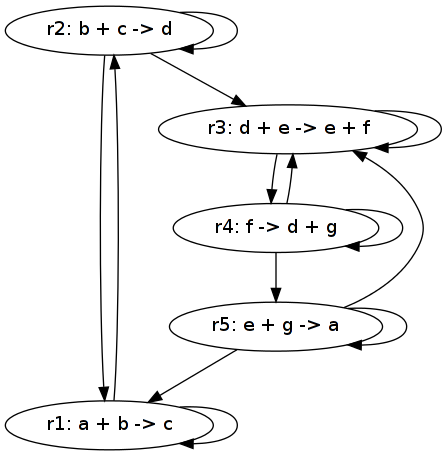 r2: b + c -> d
r3: d + e -> e + f
r4: f -> d + g
r5: e + g -> a
r1: a + b -> c